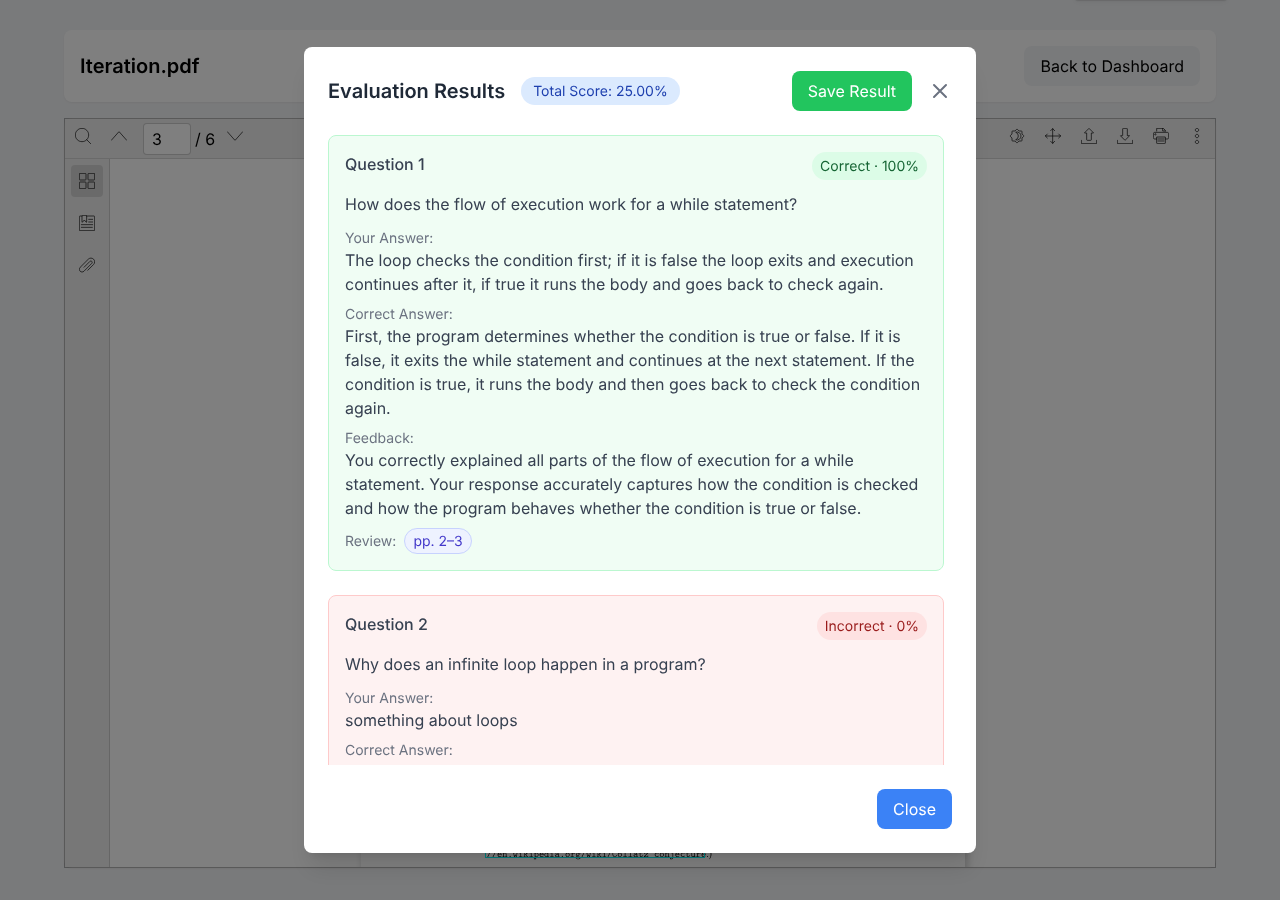 Iteration.pdf
Back to Dashboard
3 / 6
Evaluation Results
Total Score: 25.00%
Save Result
Question 1
Correct · 100%
How does the flow of execution work for a while statement?
Your Answer:
The loop checks the condition first; if it is false the loop exits and execution
continues after it, if true it runs the body and goes back to check again.
Correct Answer:
First, the program determines whether the condition is true or false. If it is
false, it exits the while statement and continues at the next statement. If the
condition is true, it runs the body and then goes back to check the condition
again.
Feedback:
You correctly explained all parts of the flow of execution for a while
statement. Your response accurately captures how the condition is checked
and how the program behaves whether the condition is true or false.
Review: pp. 2–3
Question 2
Incorrect · 0%
Why does an infinite loop happen in a program?
Your Answer:
something about loops
Correct Answer:
Close
//en.wikipedia.org/wiki/Collatz_conjecture.)